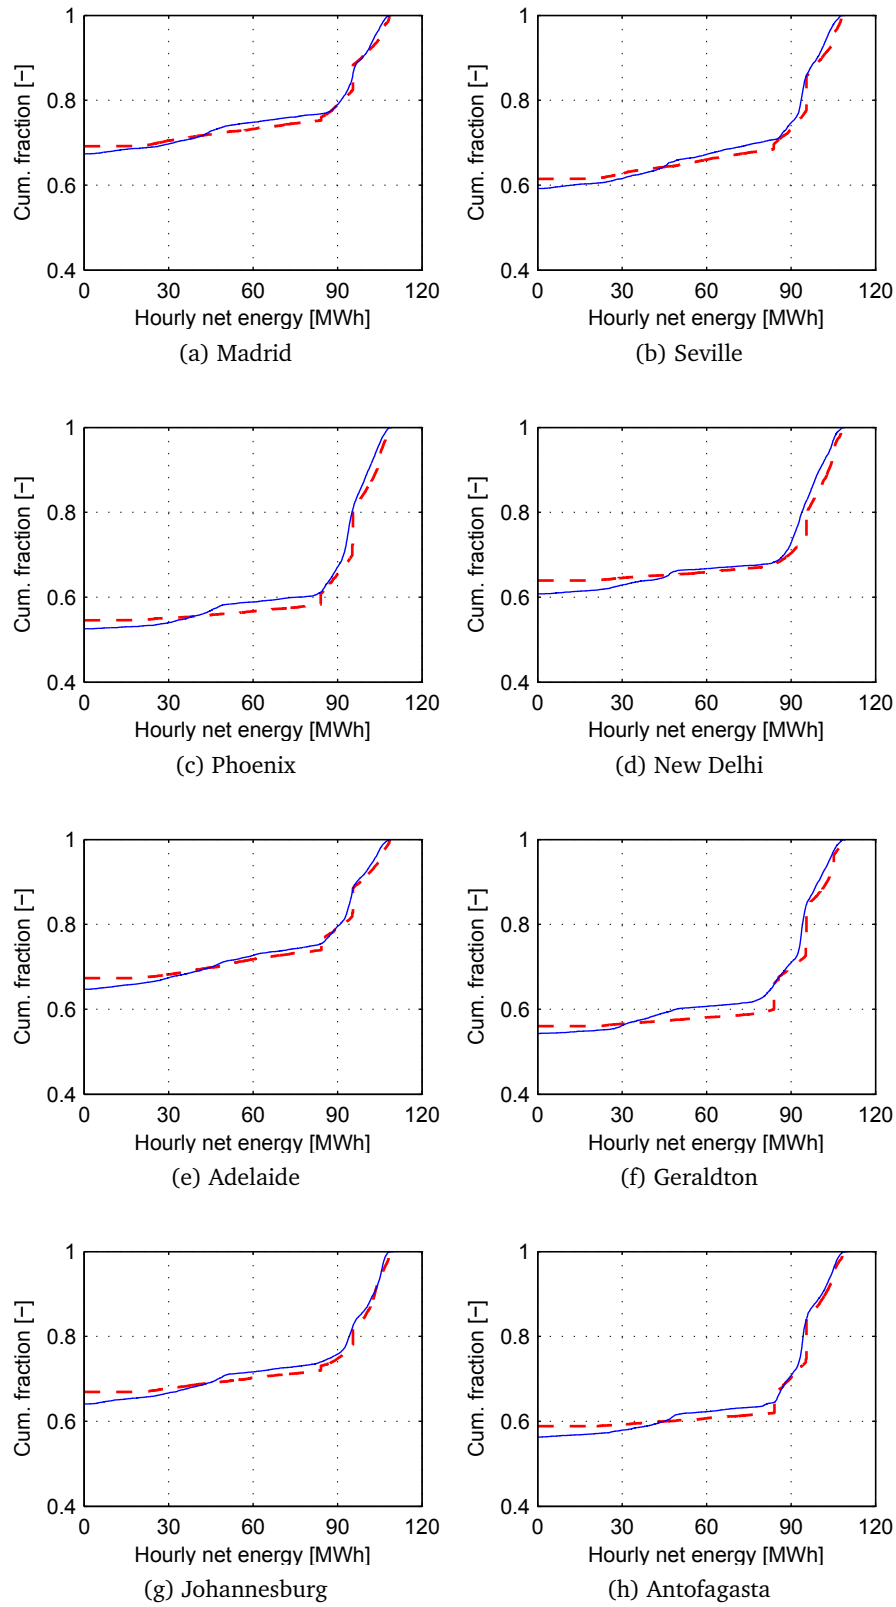 Cum. fraction [−]
1
0.8
0.6
0.4
0 30 60 90 120
Hourly net energy [MWh]
(a) Madrid
Cum. fraction [−]
1
0.8
0.6
0.4
0 30 60 90 120
Hourly net energy [MWh]
(b) Seville
Cum. fraction [−]
1
0.8
0.6
0.4
0 30 60 90 120
Hourly net energy [MWh]
(c) Phoenix
Cum. fraction [−]
1
0.8
0.6
0.4
0 30 60 90 120
Hourly net energy [MWh]
(d) New Delhi
Cum. fraction [−]
1
0.8
0.6
0.4
0 30 60 90 120
Hourly net energy [MWh]
(e) Adelaide
Cum. fraction [−]
1
0.8
0.6
0.4
0 30 60 90 120
Hourly net energy [MWh]
(f) Geraldton
Cum. fraction [−]
1
0.8
0.6
0.4
0 30 60 90 120
Hourly net energy [MWh]
(g) Johannesburg
Cum. fraction [−]
1
0.8
0.6
0.4
0 30 60 90 120
Hourly net energy [MWh]
(h) Antofagasta